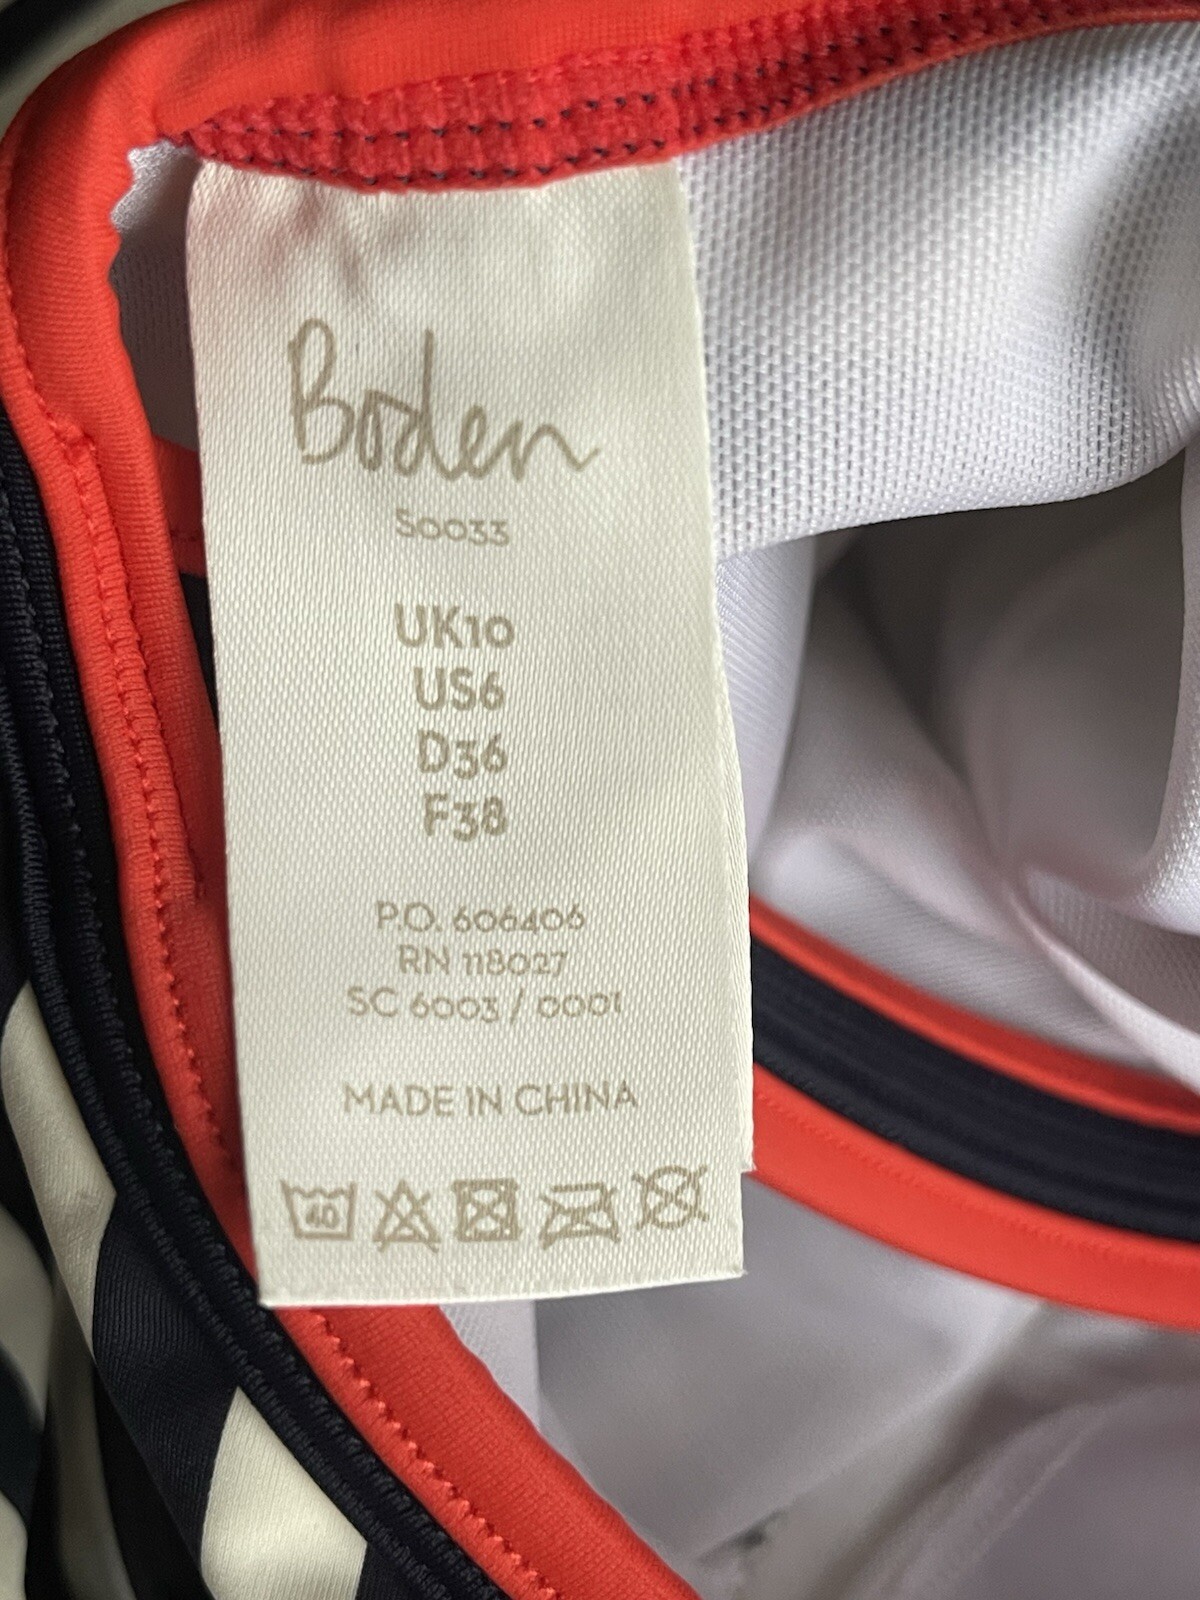 Boden
S0033
UK10
US6
D36
F38
P.O. 606406
RN 118027
SC 6003 / 0001
MADE IN CHINA
40